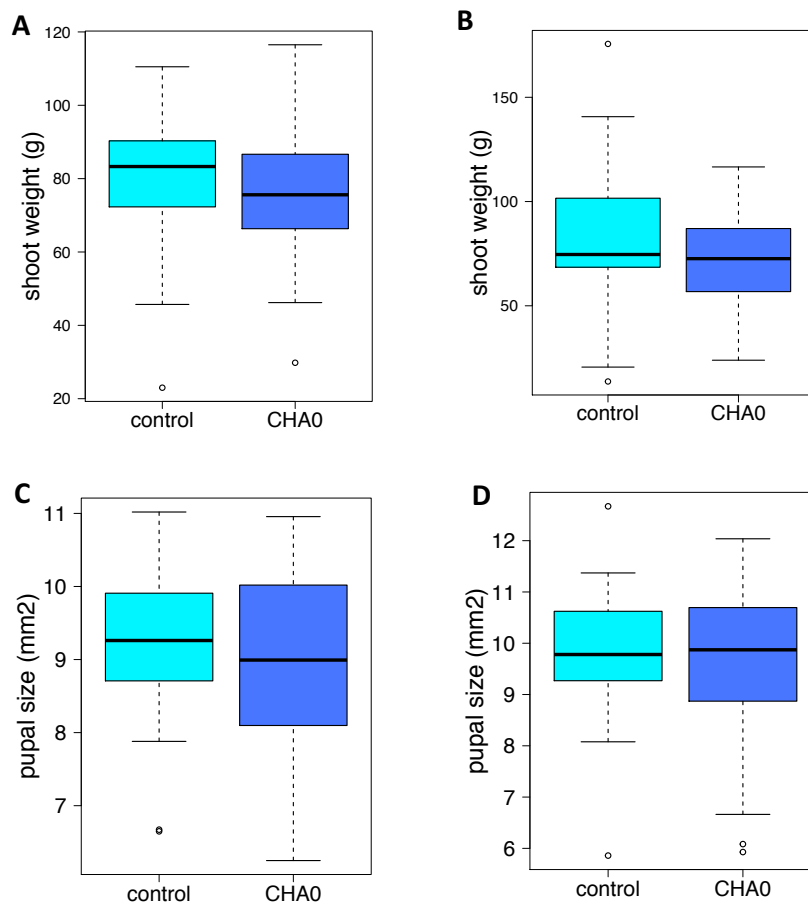 A
shoot weight (g)
120
100
80
60
40
20
control
CHA0
B
shoot weight (g)
150
100
50
control
CHA0
C
pupal size (mm2)
11
10
9
8
7
control
CHA0
D
pupal size (mm2)
12
11
10
9
8
7
6
control
CHA0